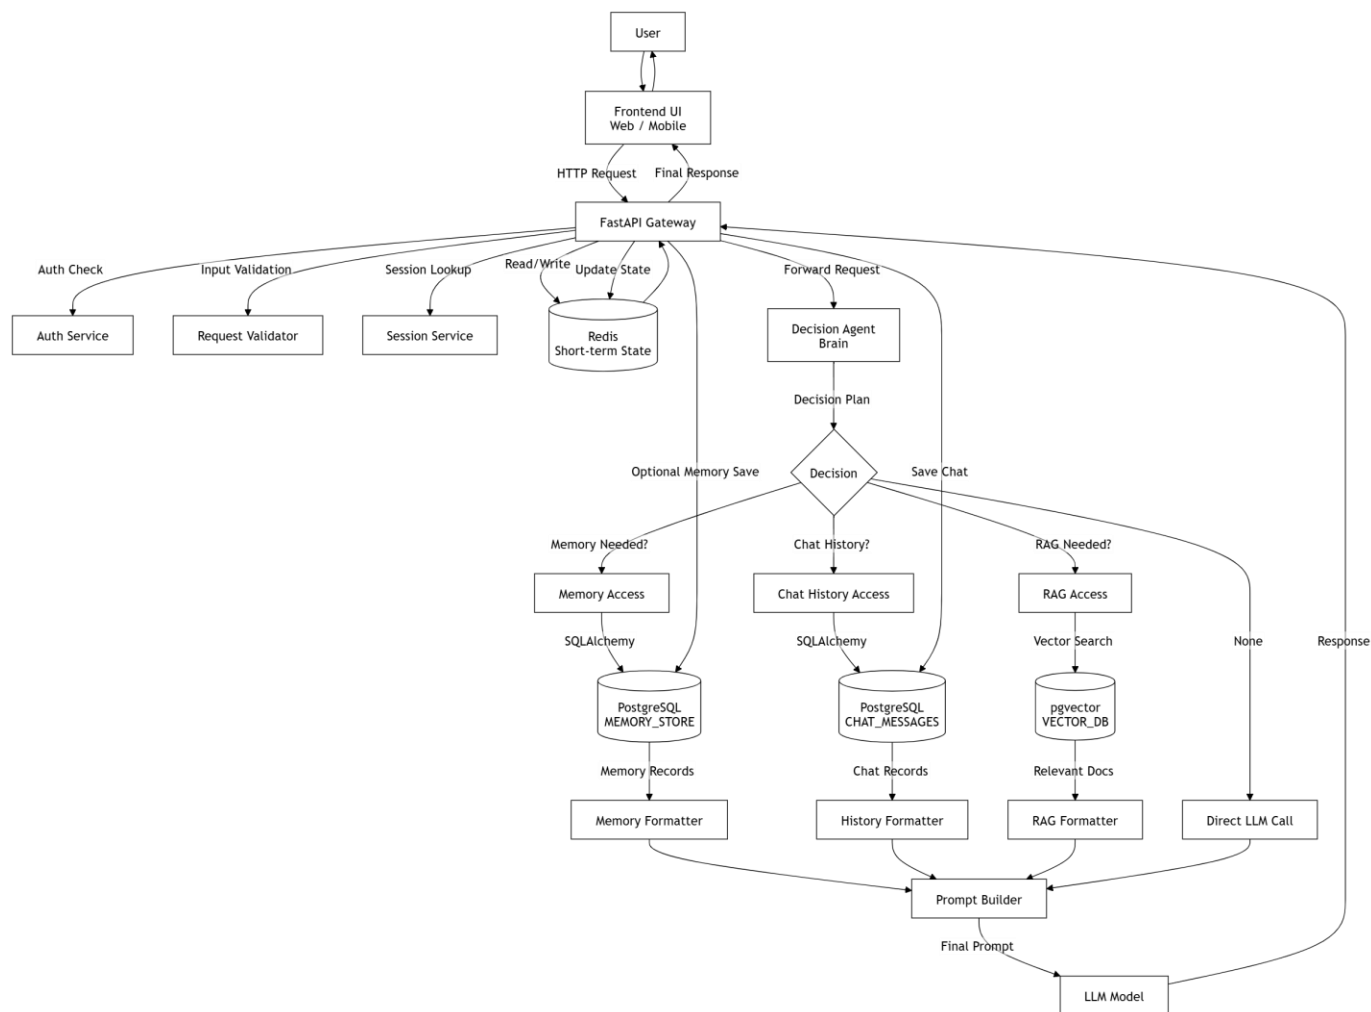 User
Frontend UI
Web / Mobile
HTTP Request
Final Response
FastAPI Gateway
Auth Check
Input Validation
Session Lookup
Read/Write
Update State
Forward Request
Auth Service
Request Validator
Session Service
Redis
Short-term State
Decision Agent
Brain
Decision Plan
Optional Memory Save
Decision
Save Chat
Memory Needed?
Chat History?
RAG Needed?
Memory Access
Chat History Access
RAG Access
SQLAlchemy
SQLAlchemy
Vector Search
None
Response
PostgreSQL
MEMORY_STORE
PostgreSQL
CHAT_MESSAGES
pgvector
VECTOR_DB
Memory Records
Chat Records
Relevant Docs
Memory Formatter
History Formatter
RAG Formatter
Direct LLM Call
Prompt Builder
Final Prompt
LLM Model